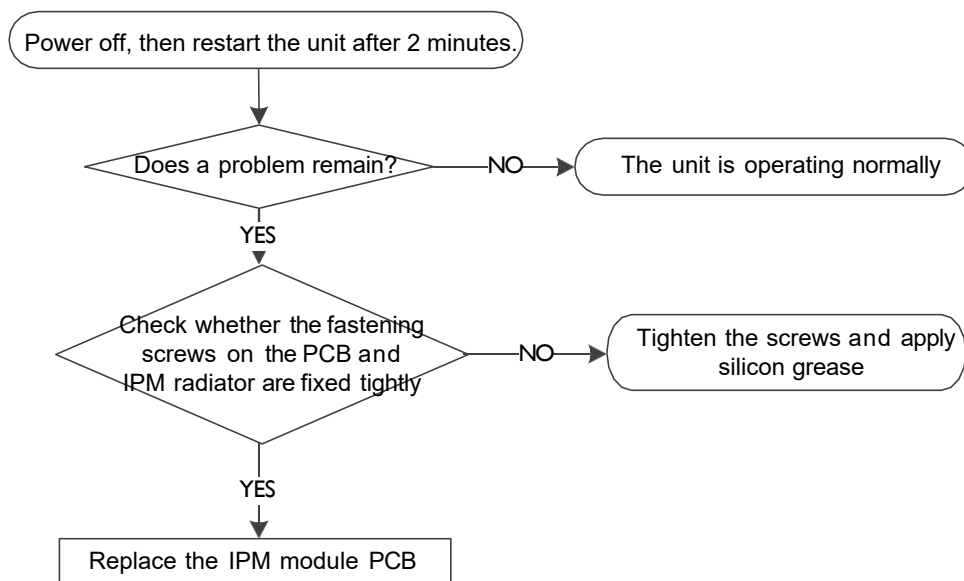 Power off, then restart the unit after 2 minutes.
Does a problem remain?
NO
The unit is operating normally
YES
Check whether the fastening
screws on the PCB and
IPM radiator are fixed tightly
NO
Tighten the screws and apply
silicon grease
YES
Replace the IPM module PCB